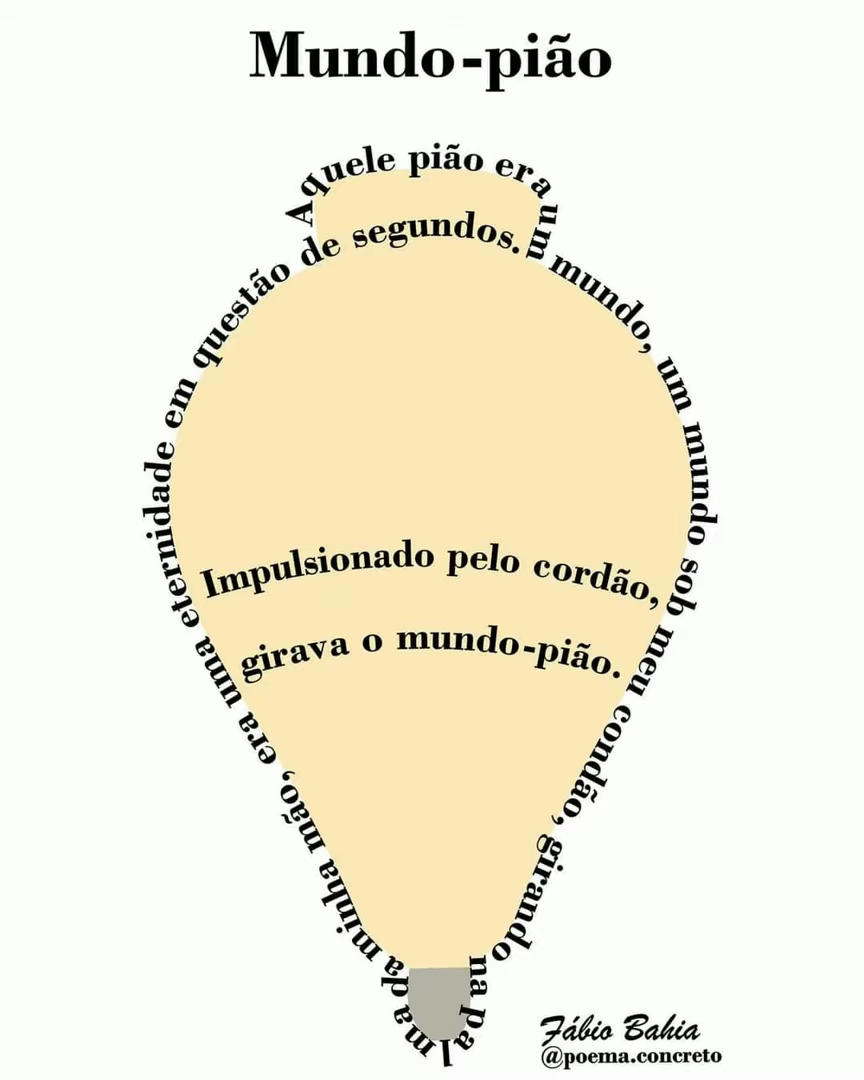 Mundo-pião
Aquele pião era um mundo, um mundo sob meu condão, girando na palma da minha mão, era uma eternidade em questão de segundos.
Impulsionado pelo cordão,
girava o mundo-pião.
Fábio Bahia
@poema.concreto